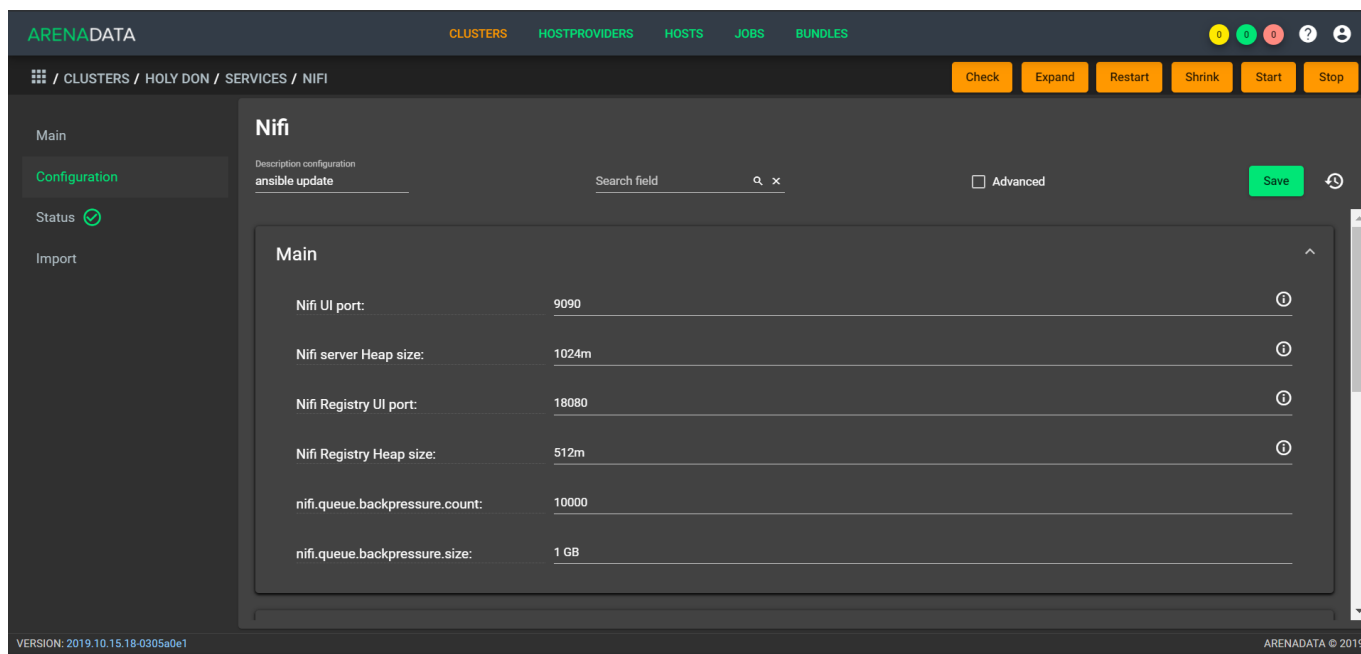 ARENADATA CLUSTERS HOSTPROVIDERS HOSTS JOBS BUNDLES 0 0 0 ?
/ CLUSTERS / HOLY DON / SERVICES / NIFI Check Expand Restart Shrink Start Stop
Main
Configuration
Status
Import
Nifi
Description configuration
ansible update Search field Advanced Save
Main
Nifi UI port: 9090
Nifi server Heap size: 1024m
Nifi Registry UI port: 18080
Nifi Registry Heap size: 512m
nifi.queue.backpressure.count: 10000
nifi.queue.backpressure.size: 1 GB
VERSION: 2019.10.15.18-0305a0e1 ARENADATA © 2019